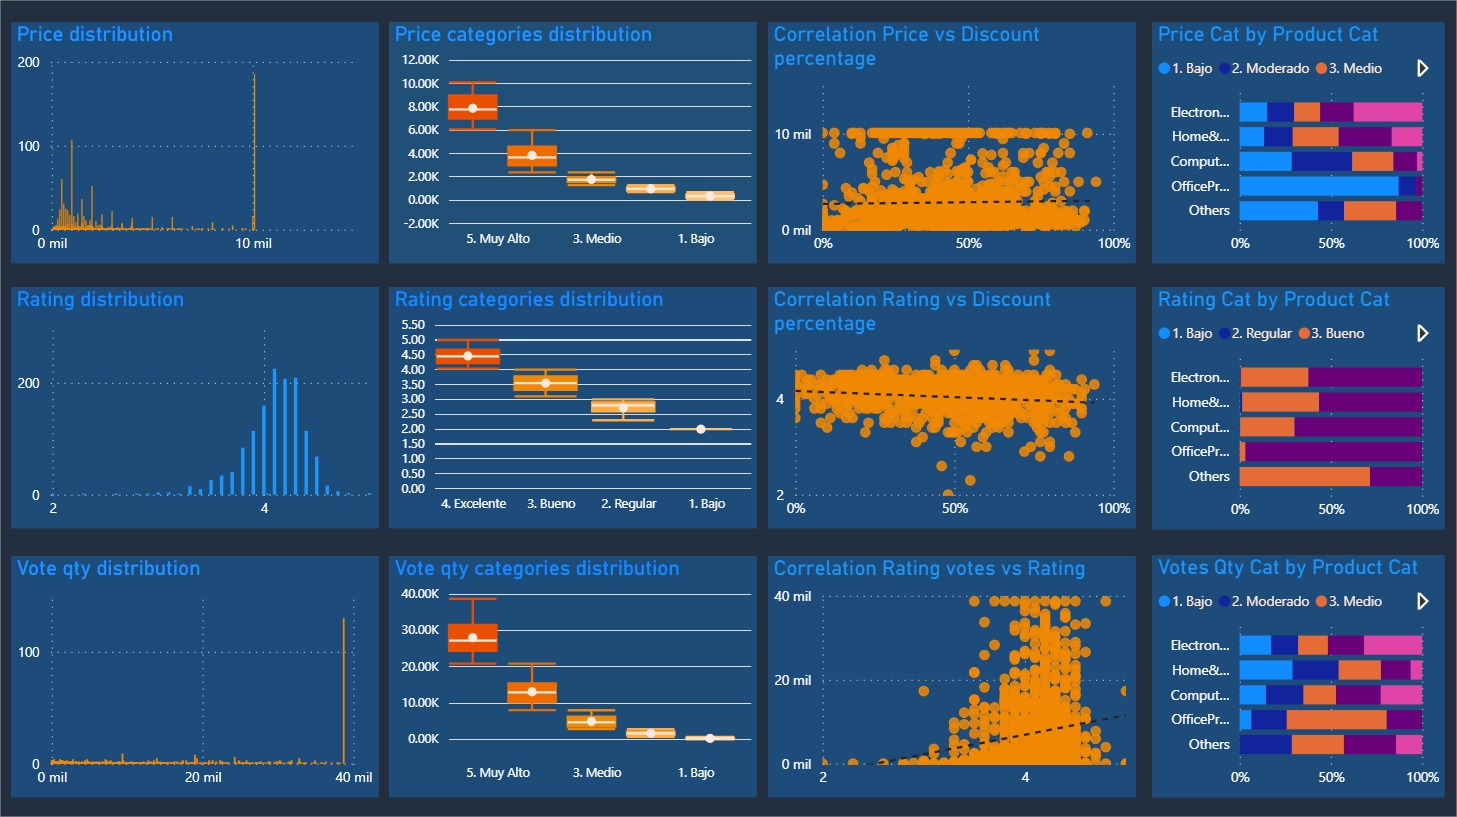 Price distribution
200
100
0
0 mil
10 mil
Price categories distribution
12.00K
10.00K
8.00K
6.00K
4.00K
2.00K
0.00K
-2.00K
5. Muy Alto
3. Medio
1. Bajo
Correlation Price vs Discount
percentage
10 mil
0 mil
0%
50%
100%
Price Cat by Product Cat
1. Bajo
2. Moderado
3. Medio
Electron...
Home&...
Comput...
OfficePr...
Others
0%
50%
100%
Rating distribution
200
0
2
4
Rating categories distribution
5.50
5.00
4.50
4.00
3.50
3.00
2.50
2.00
1.50
1.00
0.50
0.00
4. Excelente
3. Bueno
2. Regular
1. Bajo
Correlation Rating vs Discount
percentage
4
2
0%
50%
100%
Rating Cat by Product Cat
1. Bajo
2. Regular
3. Bueno
Electron...
Home&...
Comput...
OfficePr...
Others
0%
50%
100%
Vote qty distribution
100
0
0 mil
20 mil
40 mil
Vote qty categories distribution
40.00K
30.00K
20.00K
10.00K
0.00K
5. Muy Alto
3. Medio
1. Bajo
Correlation Rating votes vs Rating
40 mil
20 mil
0 mil
2
4
Votes Qty Cat by Product Cat
1. Bajo
2. Moderado
3. Medio
Electron...
Home&...
Comput...
OfficePr...
Others
0%
50%
100%